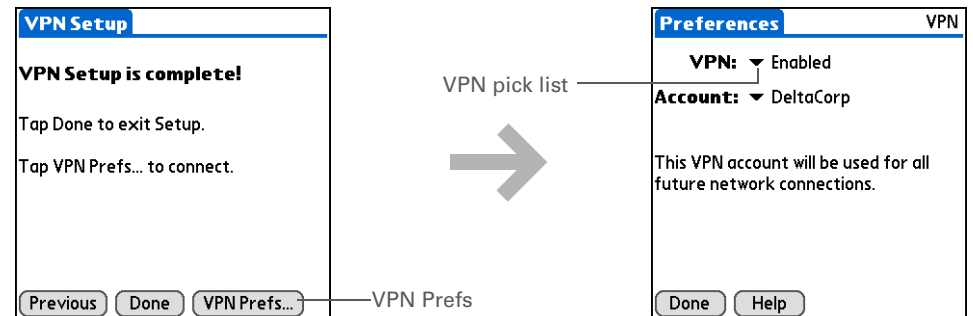 VPN Setup
VPN Setup is complete!
Tap Done to exit Setup.
Tap VPN Prefs... to connect.
Previous Done VPN Prefs...
VPN Prefs
VPN pick list
Preferences VPN
VPN: Enabled
Account: DeltaCorp
This VPN account will be used for all
future network connections.
Done Help